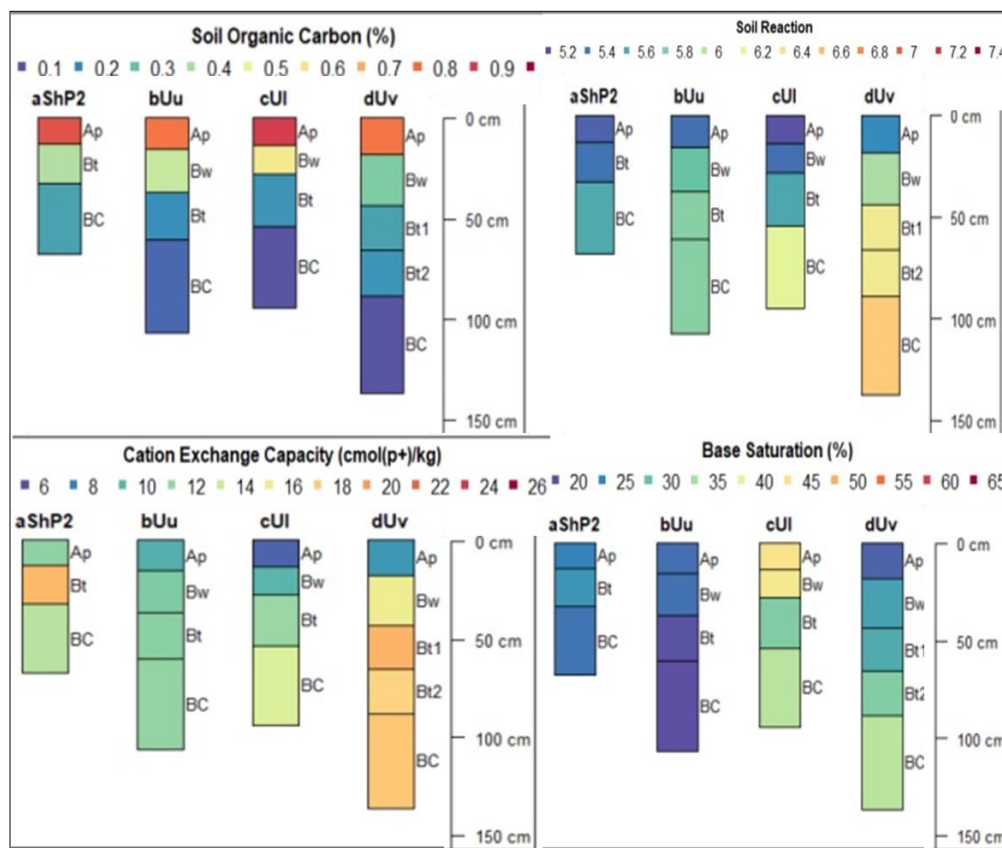 Soil Organic Carbon (%)
0.1 0.2 0.3 0.4 0.5 0.6 0.7 0.8 0.9
aShP2 bUu cUl dUv
Ap Ap Ap Ap
Bt Bw Bw Bw
BC Bt Bt Bt1
BC BC Bt2
BC
0 cm
50 cm
100 cm
150 cm
Soil Reaction
5.2 5.4 5.6 5.8 6 6.2 6.4 6.6 6.8 7 7.2 7.4
aShP2 bUu cUl dUv
Ap Ap Ap Ap
Bt Bw Bw Bw
BC Bt Bt Bt1
BC BC Bt2
BC
0 cm
50 cm
100 cm
150 cm
Cation Exchange Capacity (cmol(p+)/kg)
6 8 10 12 14 16 18 20 22 24 26
aShP2 bUu cUl dUv
Ap Ap Ap Ap
Bt Bw Bw Bw
BC Bt Bt Bt1
BC BC Bt2
BC
0 cm
50 cm
100 cm
150 cm
Base Saturation (%)
20 25 30 35 40 45 50 55 60 65
aShP2 bUu cUl dUv
Ap Ap Ap Ap
Bt Bw Bw Bw
BC Bt Bt Bt1
BC BC Bt2
BC
0 cm
50 cm
100 cm
150 cm